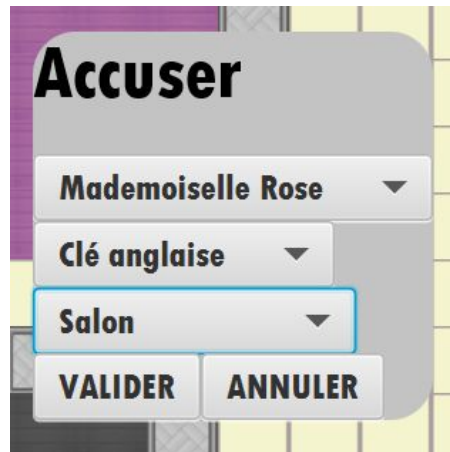 Accuser
Mademoiselle Rose
Clé anglaise
Salon
VALIDER ANNULER